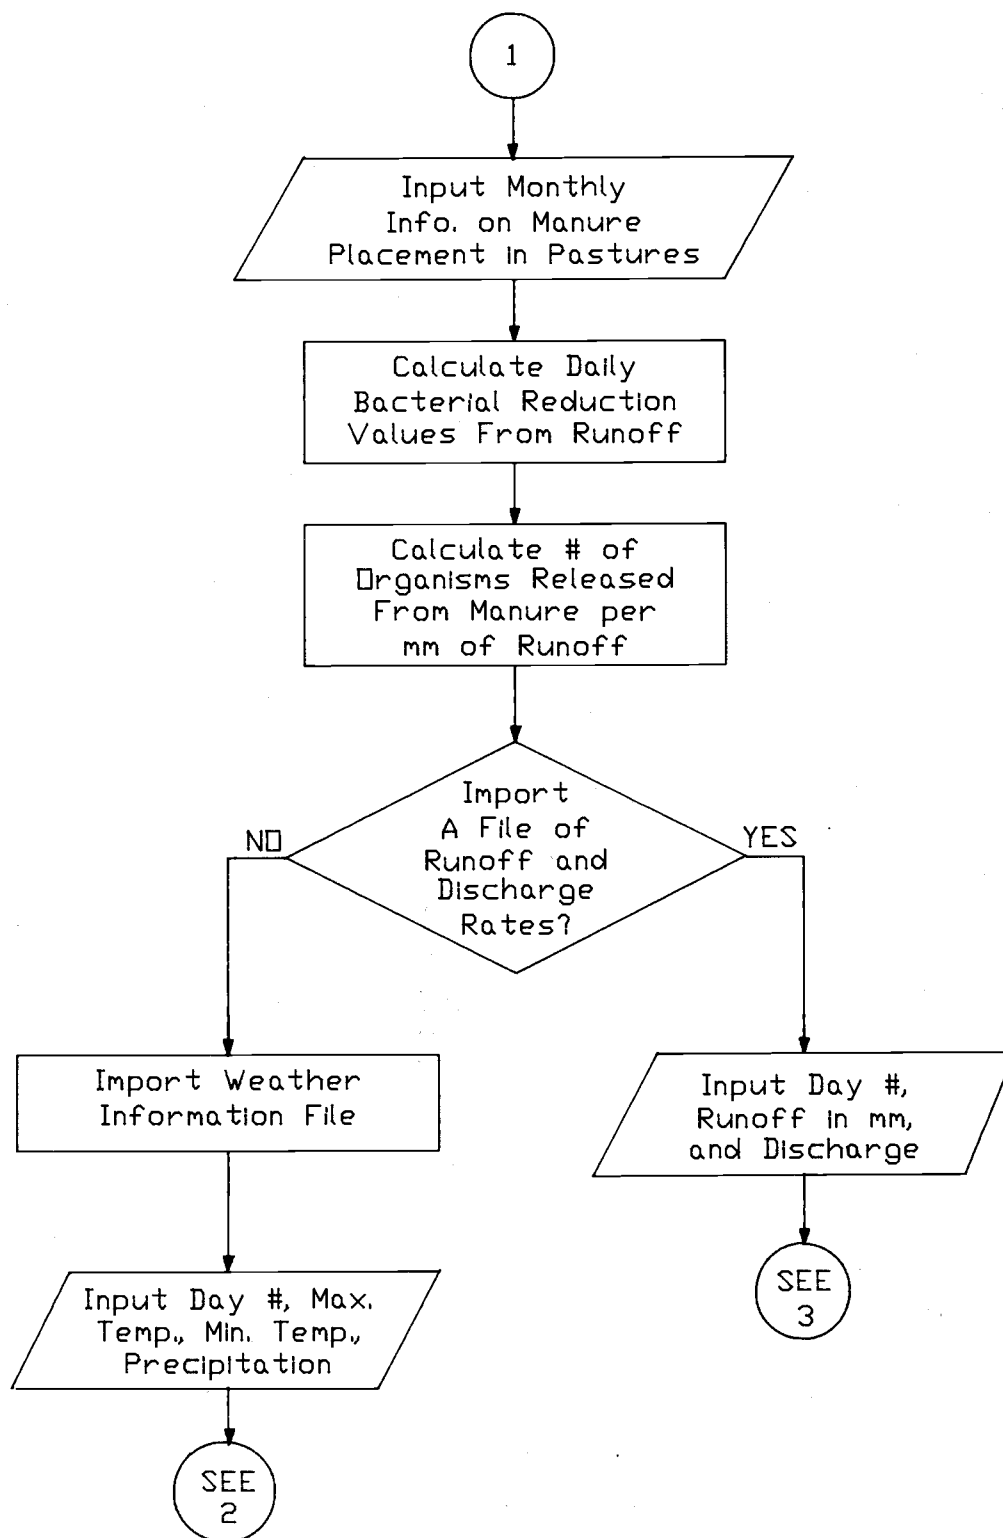 1
Input Monthly
Info. on Manure
Placement in Pastures
Calculate Daily
Bacterial Reduction
Values From Runoff
Calculate # of
Organisms Released
From Manure per
mm of Runoff
Import
A File of
Runoff and
Discharge
Rates?
NO
YES
Import Weather
Information File
Input Day #,
Runoff in mm,
and Discharge
Input Day #, Max.
Temp., Min. Temp.,
Precipitation
SEE
3
SEE
2